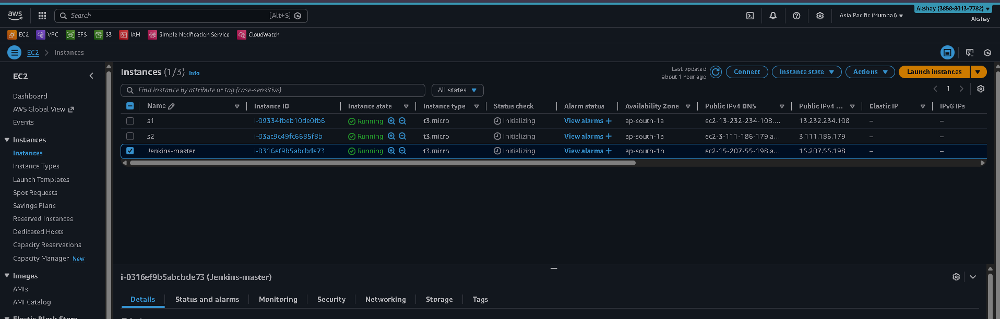 aws
Search [Alt+S]
Asia Pacific (Mumbai)
Akshay (3858-8013-7782)
Akshay
EC2 VPC EFS S3 IAM Simple Notification Service CloudWatch
EC2 Instances
EC2
Dashboard
AWS Global View
Events
Instances
Instances
Instance Types
Launch Templates
Spot Requests
Savings Plans
Reserved Instances
Dedicated Hosts
Capacity Reservations
Capacity Manager New
Images
AMIs
AMI Catalog
Elastic Block Store
Instances (1/3) Info
Last updated
about 1 hour ago
Connect Instance state Actions Launch instances
Find Instance by attribute or tag (case-sensitive)
All states
1
Name Instance ID Instance state Instance type Status check Alarm status Availability Zone Public IPv4 DNS Public IPv4 ... Elastic IP IPv6 IPs
s1 i-09334fbeb10de0fb6 Running t3.micro Initializing View alarms + ap-south-1a ec2-13-232-234-108.... 13.232.234.108 – –
s2 i-03ac9c49fc6685f8b Running t3.micro Initializing View alarms + ap-south-1a ec2-3-111-186-179.a... 3.111.186.179 – –
Jenkins-master i-0316ef9b5abcbde73 Running t3.micro Initializing View alarms + ap-south-1b ec2-15-207-55-198.a... 15.207.55.198 – –
i-0316ef9b5abcbde73 (Jenkins-master)
Details Status and alarms Monitoring Security Networking Storage Tags